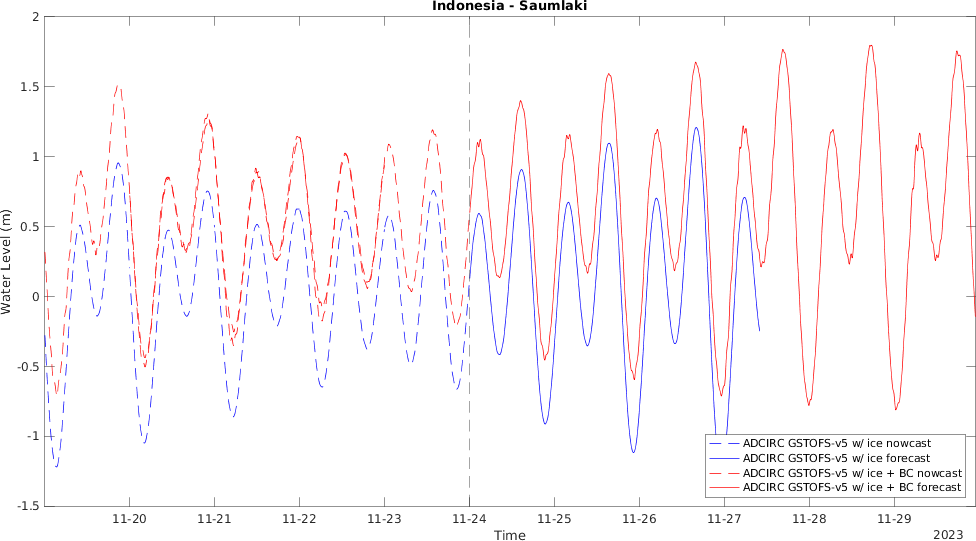 Indonesia - Saumlaki
2
1.5
1
0.5
0
-0.5
-1
-1.5
Water Level (m)
11-20 11-21 11-22 11-23 11-24 11-25 11-26 11-27 11-28 11-29
Time
2023
ADCIRC GSTOFS-v5 w/ ice nowcast
ADCIRC GSTOFS-v5 w/ ice forecast
ADCIRC GSTOFS-v5 w/ ice + BC nowcast
ADCIRC GSTOFS-v5 w/ ice + BC forecast